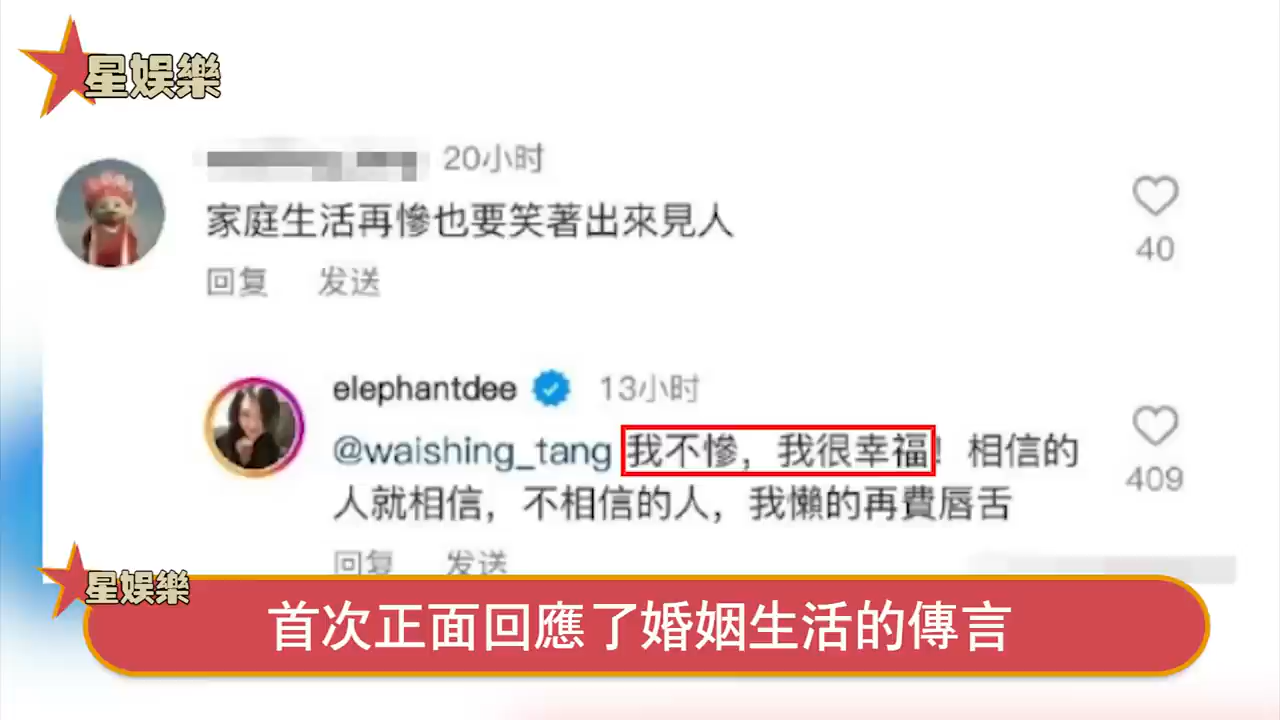 星娛樂
20小时
家庭生活再慘也要笑著出來見人
回复 发送
40
elephantdee 13小时
@waishing_tang 我不慘，我很幸福！相信的
人就相信，不相信的人，我懶的再費唇舌
409
回复 发送
星娛樂
首次正面回應了婚姻生活的傳言